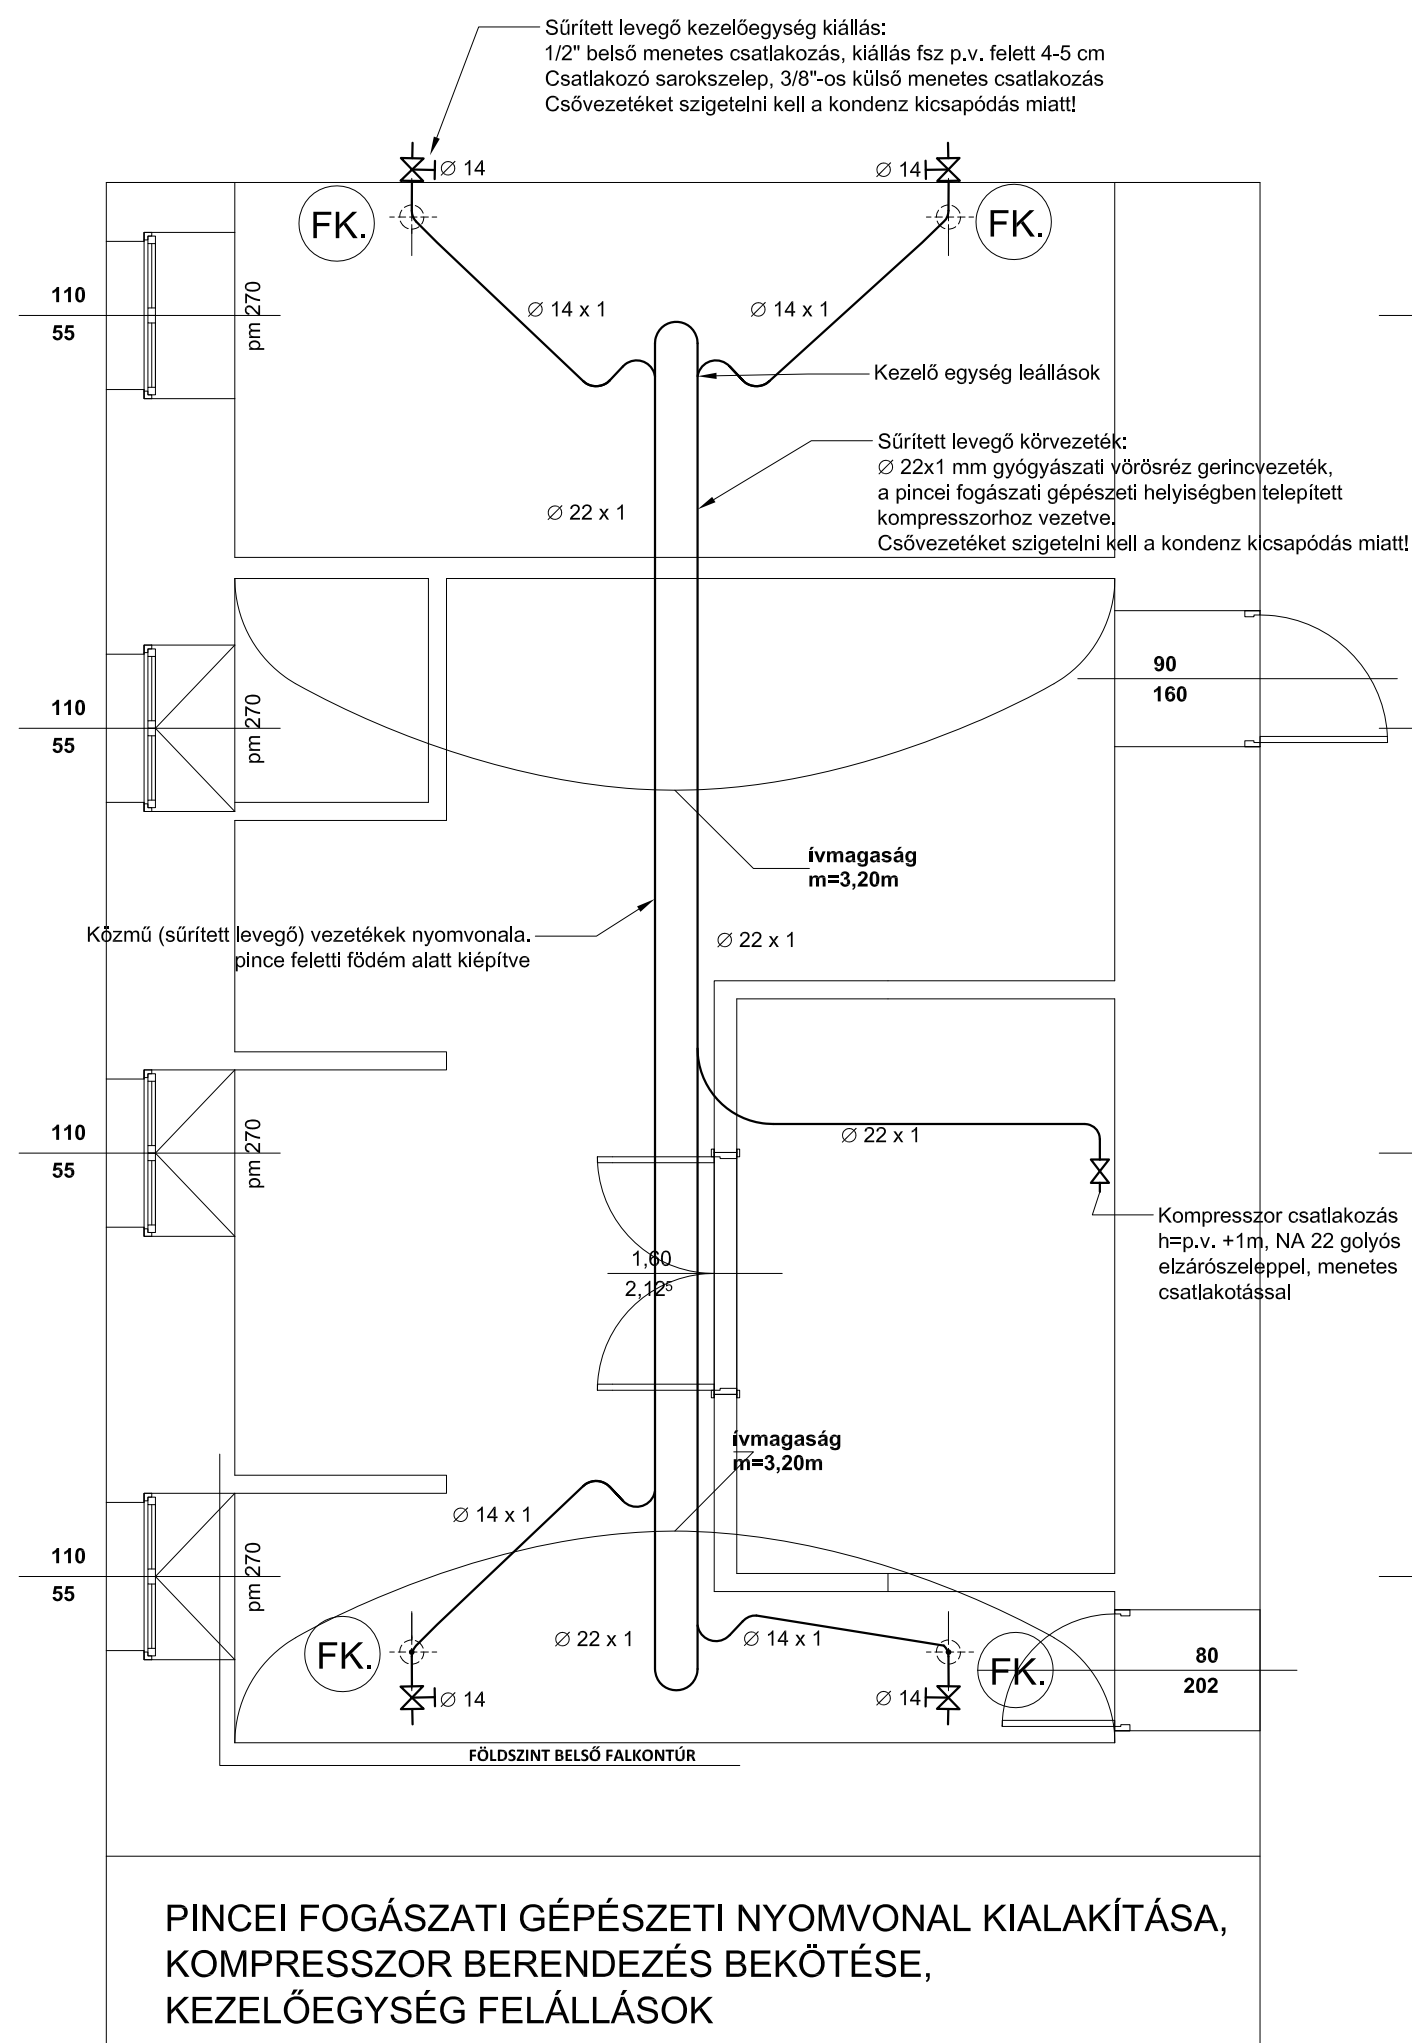 Sűrített levegő kezelőegység kiállás:
1/2" belső menetes csatlakozás, kiállás fsz p.v. felett 4-5 cm
Csatlakozó sarokszelep, 3/8"-os külső menetes csatlakozás
Csővezetéket szigetelni kell a kondenz kicsapódás miatt!
∅ 14
∅ 14
FK.
FK.
110
55
pm 270
∅ 14 x 1
∅ 14 x 1
Kezelő egység leállások
Sűrített levegő körvezeték:
∅ 22x1 mm gyógyászati vörösréz gerincvezeték,
a pincei fogászati gépészeti helyiségben telepített
kompresszorhoz vezetve.
Csővezetéket szigetelni kell a kondenz kicsapódás miatt!
∅ 22 x 1
90
160
110
55
pm 270
ívmagaság
m=3,20m
Közmű (sűrített levegő) vezetékek nyomvonala.
pince feletti födém alatt kiépítve
∅ 22 x 1
110
55
pm 270
∅ 22 x 1
Kompresszor csatlakozás
h=p.v. +1m, NA 22 golyós
elzárószeleppel, menetes
csatlakotással
1,60
2,12⁵
ívmagaság
m=3,20m
∅ 14 x 1
110
55
pm 270
FK.
∅ 22 x 1
∅ 14 x 1
FK.
80
202
∅ 14
∅ 14
FÖLDSZINT BELSŐ FALKONTÚR
PINCEI FOGÁSZATI GÉPÉSZETI NYOMVONAL KIALAKÍTÁSA,
KOMPRESSZOR BERENDEZÉS BEKÖTÉSE,
KEZELŐEGYSÉG FELÁLLÁSOK